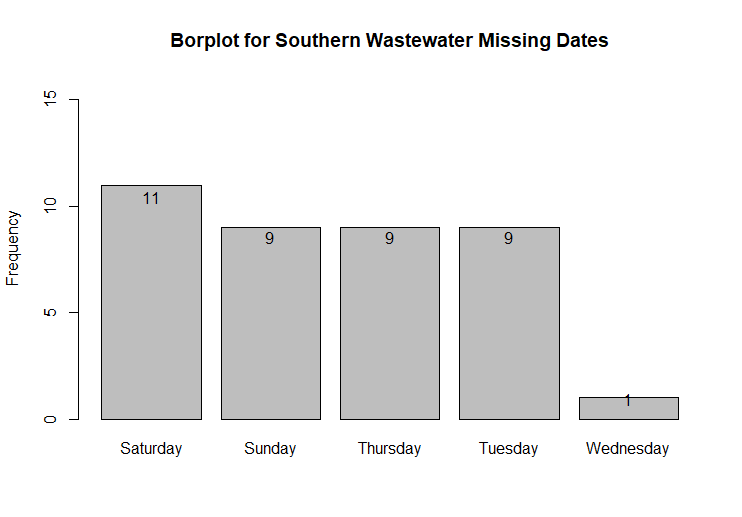 Borplot for Southern Wastewater Missing Dates
Frequency
15
10
5
0
11
9
9
9
1
Saturday
Sunday
Thursday
Tuesday
Wednesday